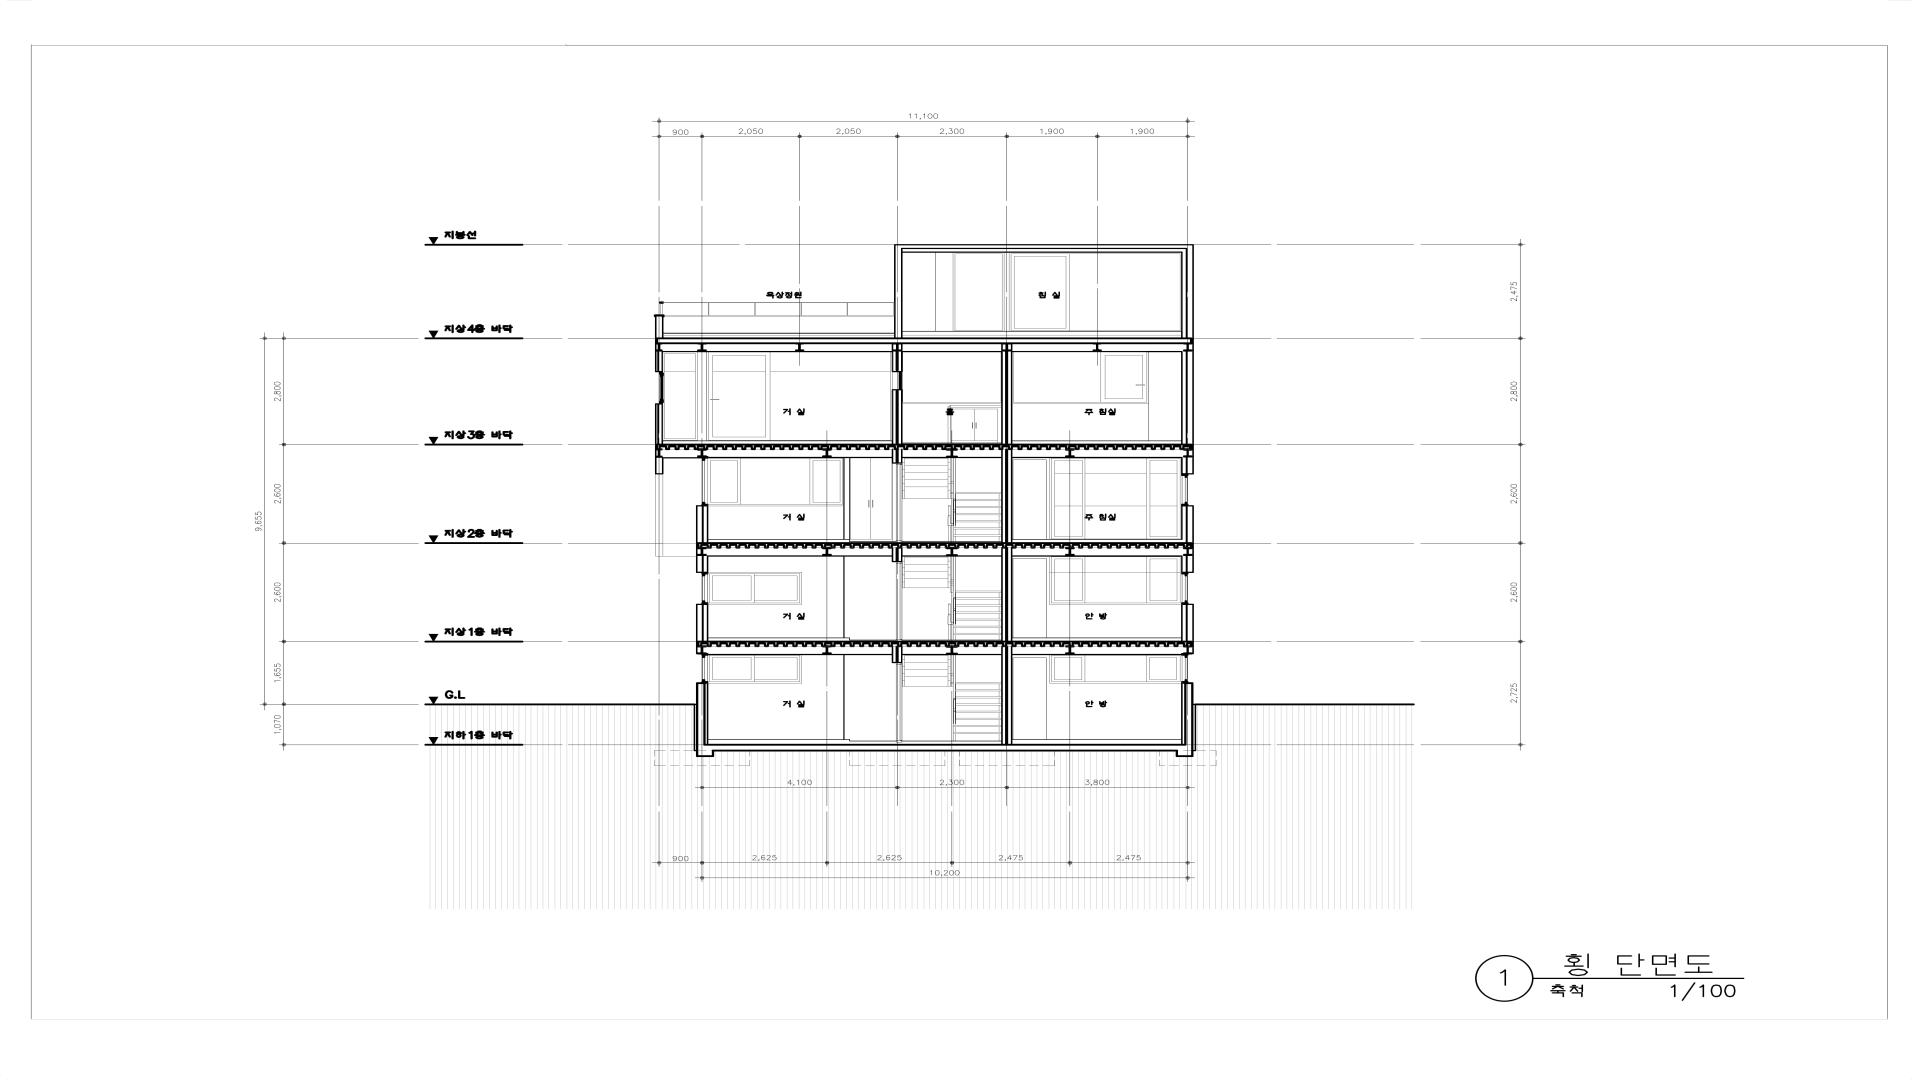 11,100
900 2,050 2,050 2,300 1,900 1,900
지붕선
옥상정원
침 실
2,475
지상4층 바닥
2,800
거 실
홀
주 침실
2,800
지상3층 바닥
2,600
거 실
주 침실
2,600
9,655
지상2층 바닥
2,600
거 실
안 방
2,600
지상1층 바닥
1,655
G.L
거 실
안 방
2,725
1,070
지하1층 바닥
4,100 2,300 3,800
900 2,625 2,625 2,475 2,475
10,200
1 횡 단면도
축척 1/100